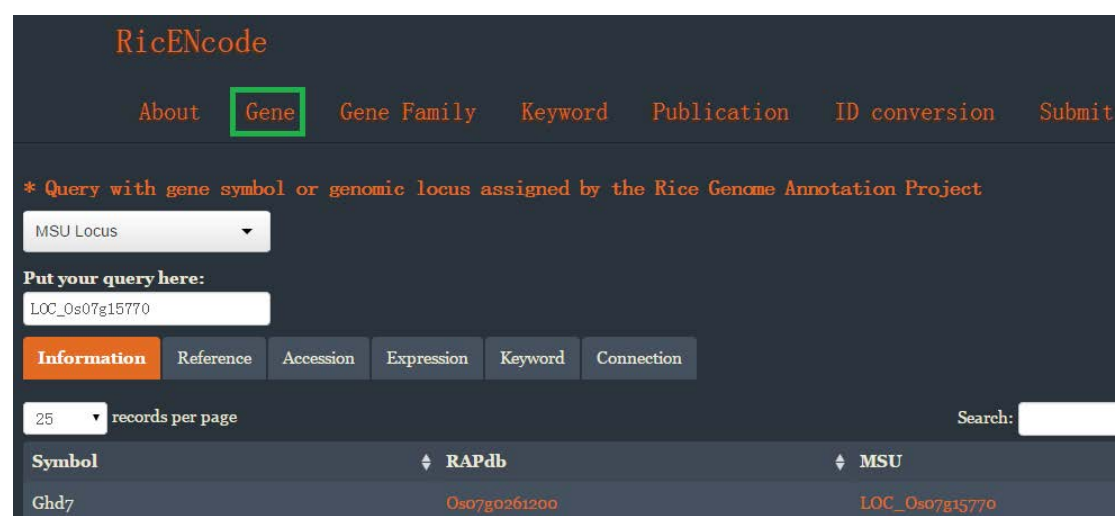 RicENcode
About Gene Gene Family Keyword Publication ID conversion Submit
* Query with gene symbol or genomic locus assigned by the Rice Genome Annotation Project
MSU Locus
Put your query here:
LOC_Os07g15770
Information Reference Accession Expression Keyword Connection
25 records per page Search:
Symbol RAPdb MSU
Ghd7 Os07g0261200 LOC_Os07g15770